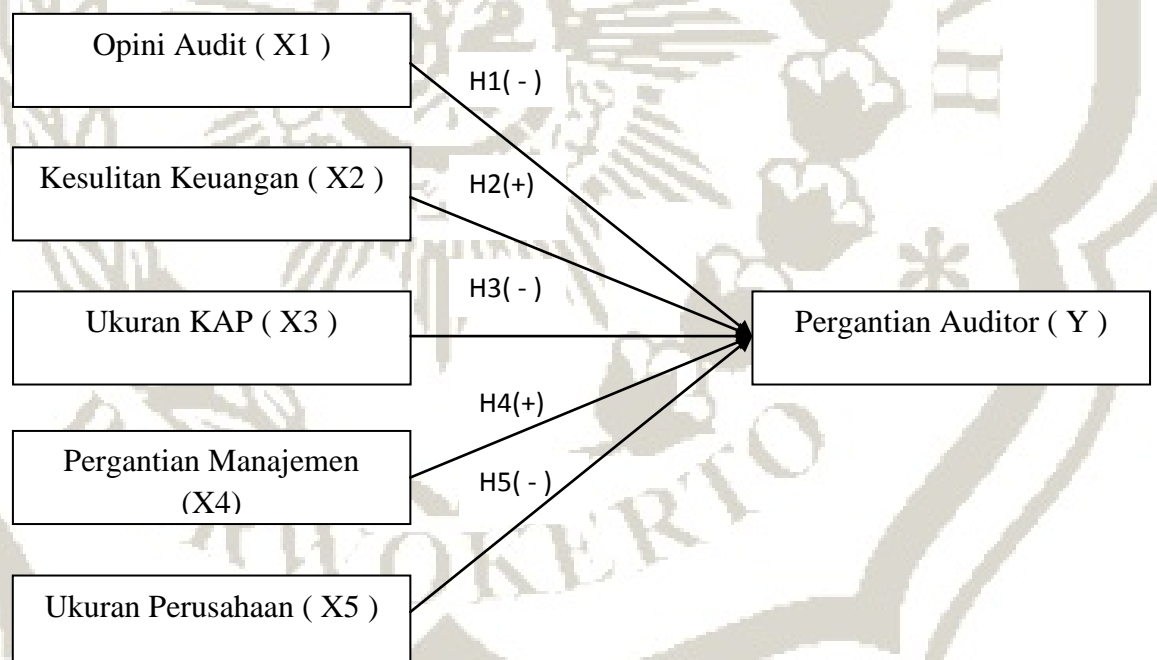 Opini Audit ( X1 )
H1( - )
Kesulitan Keuangan ( X2 )
H2(+)
H3( - )
Ukuran KAP ( X3 )
Pergantian Auditor ( Y )
H4(+)
Pergantian Manajemen
(X4)
H5( - )
Ukuran Perusahaan ( X5 )
WOKERTO
H